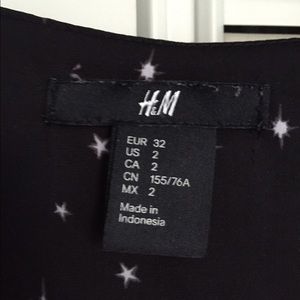 H&M
EUR 32
US 2
CA 2
CN 155/76A
MX 2
Made in
Indonesia